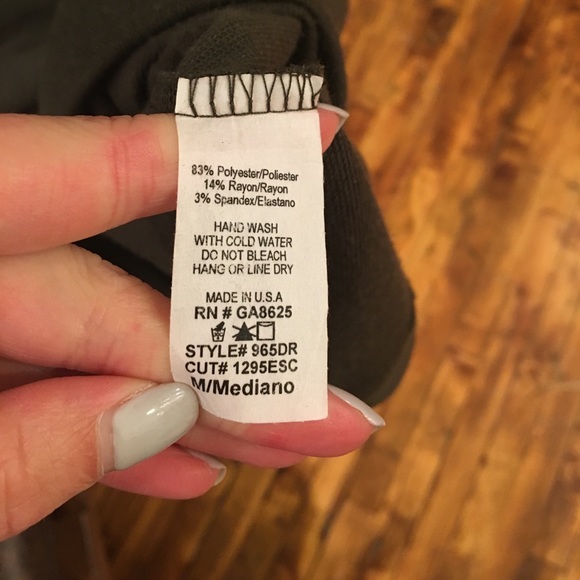 83% Polyester/Poliester
14% Rayon/Rayon
3% Spandex/Elastano
HAND WASH
WITH COLD WATER
DO NOT BLEACH
HANG OR LINE DRY
MADE IN U.S.A
RN # GA8625
STYLE# 965DR
CUT# 1295ESC
M/Mediano